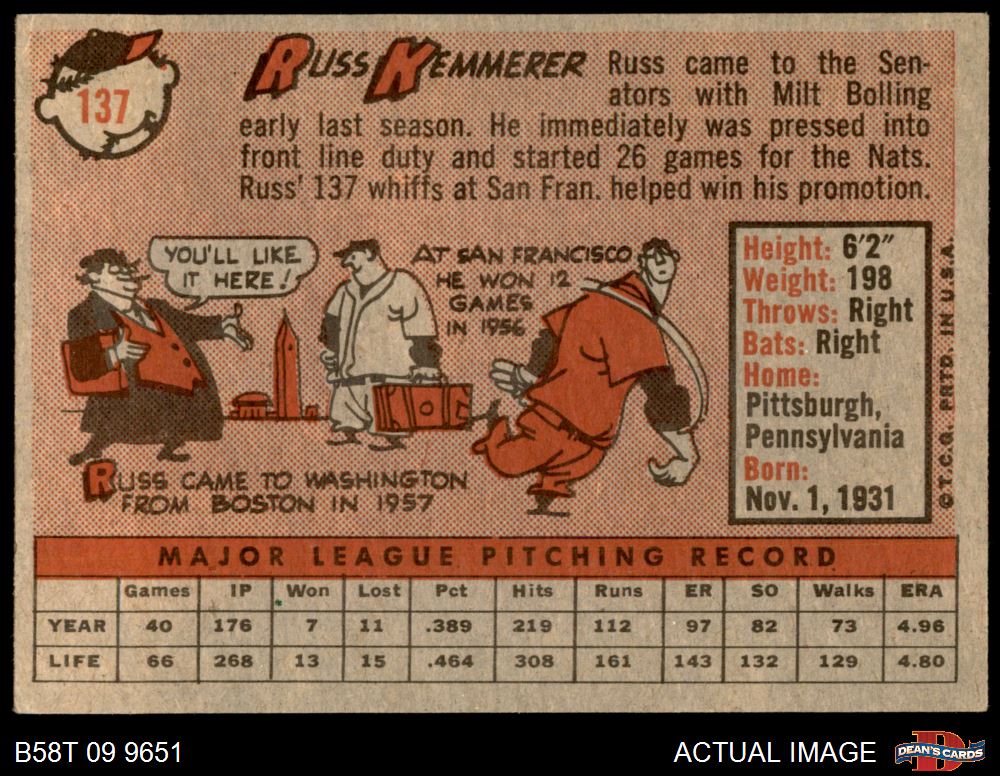 137
RUSS KEMMERER
Russ came to the Sen-
ators with Milt Bolling
early last season. He immediately was pressed into
front line duty and started 26 games for the Nats.
Russ' 137 whiffs at San Fran. helped win his promotion.
YOU'LL LIKE
IT HERE!
AT SAN FRANCISCO
HE WON 12
GAMES
IN 1956
RUSS CAME TO WASHINGTON
FROM BOSTON IN 1957
Height: 6'2"
Weight: 198
Throws: Right
Bats: Right
Home:
Pittsburgh,
Pennsylvania
Born:
Nov. 1, 1931
© T.C.G. PRTD. IN U.S.A.
MAJOR LEAGUE PITCHING RECORD
Games IP Won Lost Pct Hits Runs ER SO Walks ERA
YEAR 40 176 7 11 .389 219 112 97 82 73 4.96
LIFE 66 268 13 15 .464 308 161 143 132 129 4.80
B58T 09 9651
ACTUAL IMAGE
DEAN'S CARDS